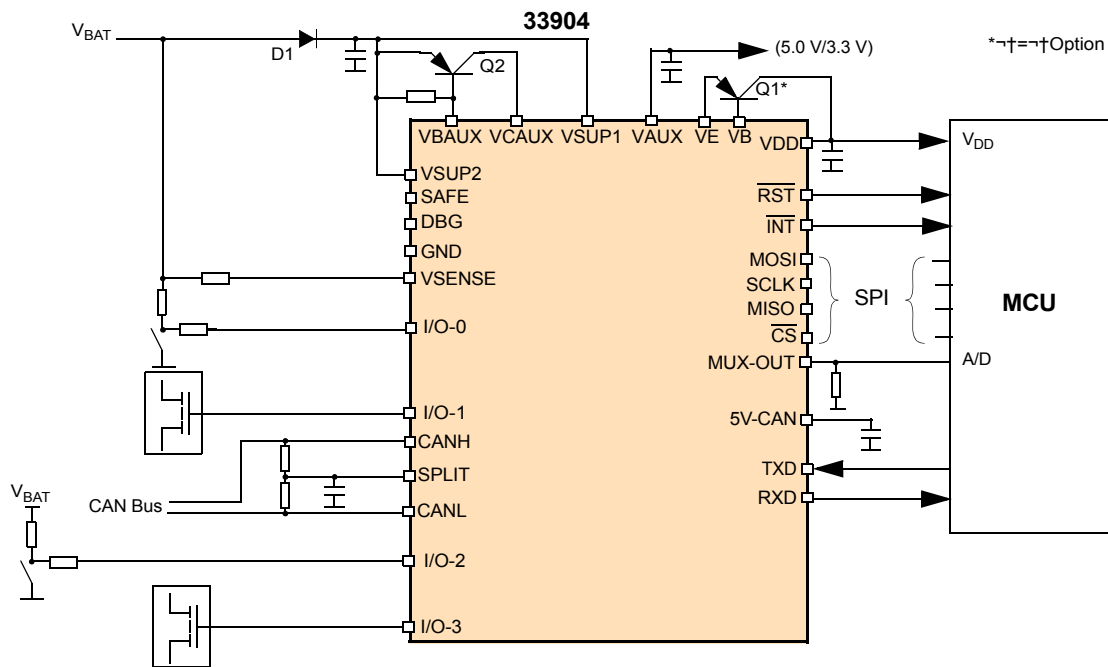 33904
VBAT
D1
Q2
(5.0 V/3.3 V)
*¬†=¬†Option
Q1*
VBAUX VCAUX VSUP1 VAUX VE VB
VDD
VDD
VSUP2
SAFE
RST
DBG
INT
GND
MOSI
VSENSE
SCLK
SPI
MCU
MISO
I/O-0
CS
MUX-OUT
A/D
I/O-1
5V-CAN
CANH
SPLIT
TXD
VBAT
CAN Bus
RXD
CANL
I/O-2
I/O-3